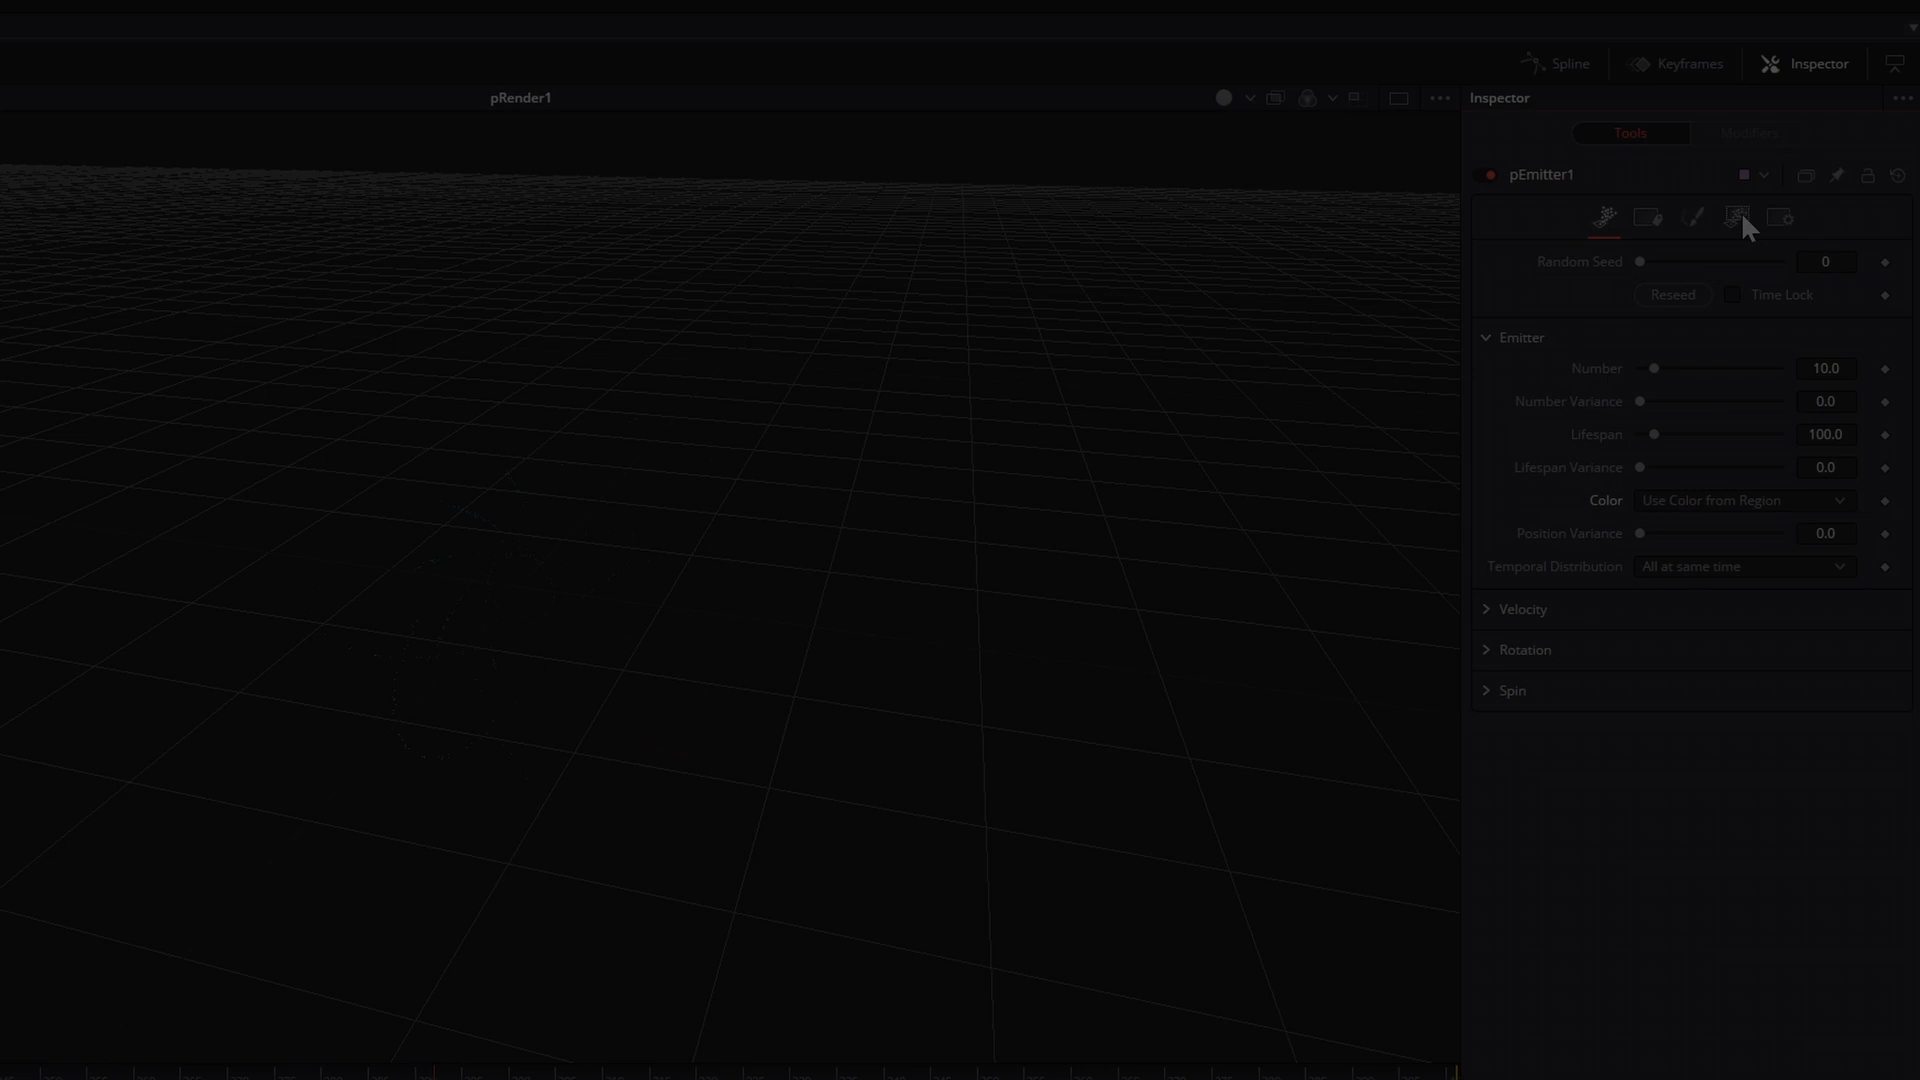 Spline
Keyframes
Inspector
pRender1
Inspector
Tools
Modifiers
pEmitter1
Random Seed
0
Reseed
Time Lock
Emitter
Number
10.0
Number Variance
0.0
Lifespan
100.0
Lifespan Variance
0.0
Color
Use Color from Region
Position Variance
0.0
Temporal Distribution
All at same time
Velocity
Rotation
Spin